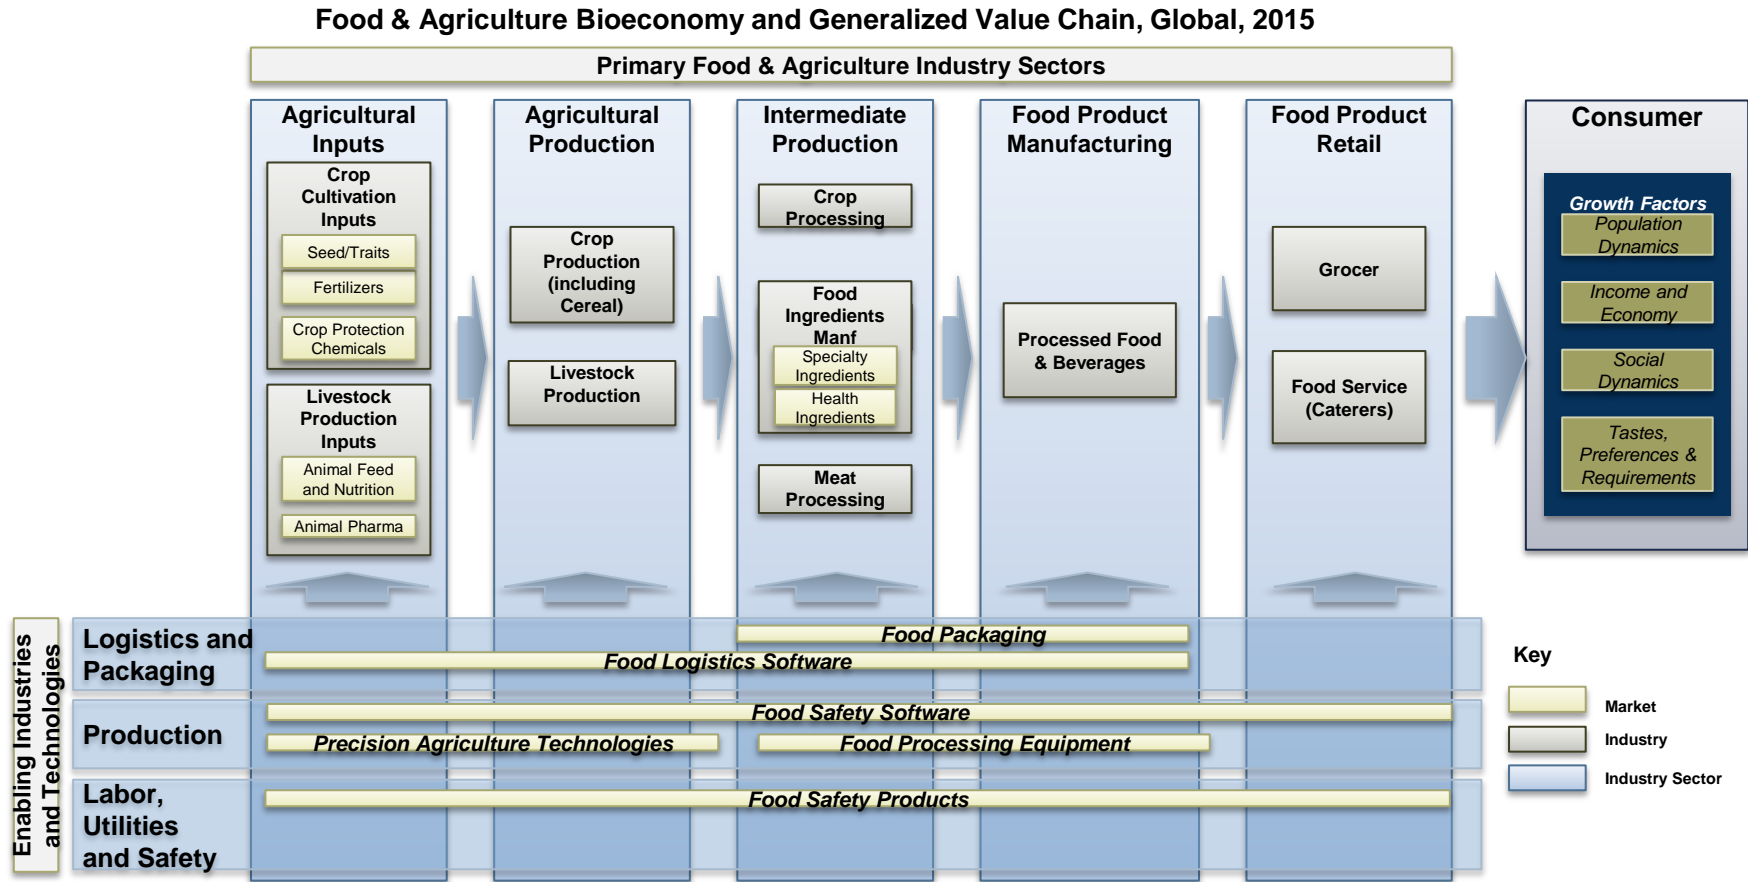 Food & Agriculture Bioeconomy and Generalized Value Chain, Global, 2015
Primary Food & Agriculture Industry Sectors
Agricultural
Inputs
Crop
Cultivation
Inputs
Seed/Traits
Fertilizers
Crop Protection
Chemicals
Livestock
Production
Inputs
Animal Feed
and Nutrition
Animal Pharma
Agricultural
Production
Crop
Production
(including
Cereal)
Livestock
Production
Intermediate
Production
Crop
Processing
Food
Ingredients
Manf
Specialty
Ingredients
Health
Ingredients
Meat
Processing
Food Product
Manufacturing
Processed Food
& Beverages
Food Product
Retail
Grocer
Food Service
(Caterers)
Consumer
Growth Factors
Population
Dynamics
Income and
Economy
Social
Dynamics
Tastes,
Preferences &
Requirements
Enabling Industries
and Technologies
Logistics and
Packaging
Food Packaging
Food Logistics Software
Production
Food Safety Software
Precision Agriculture Technologies
Food Processing Equipment
Labor,
Utilities
and Safety
Food Safety Products
Key
Market
Industry
Industry Sector